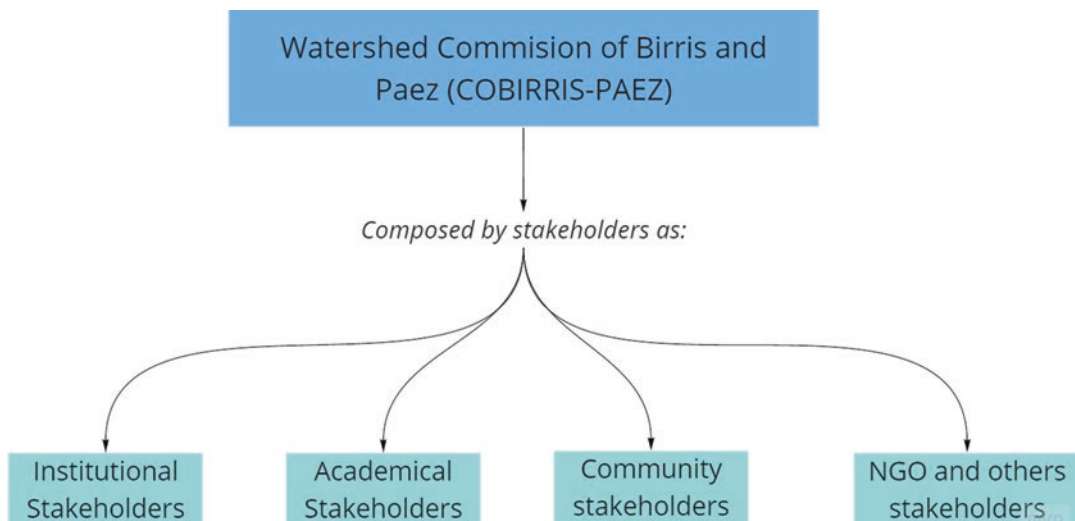 Watershed Commision of Birris and
Paez (COBIRRIS-PAEZ)
Composed by stakeholders as:
Institutional
Stakeholders
Academical
Stakeholders
Community
stakeholders
NGO and others
stakeholders